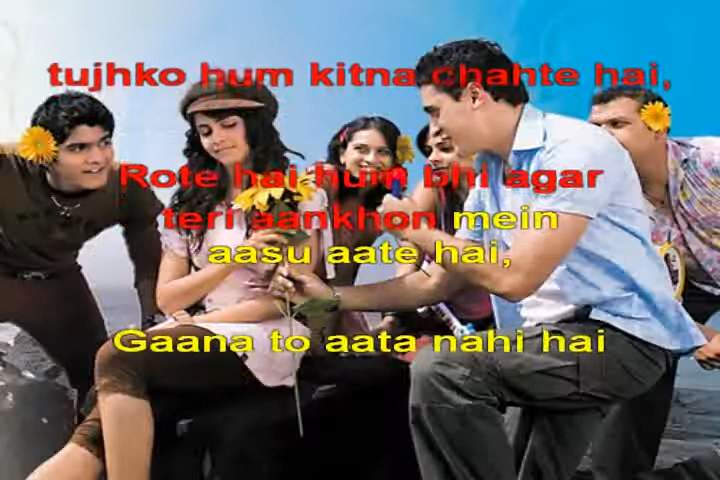 tujhko hum kitna chahte hai,
Rote hai hum bhi agar
teri aankhon mein
aasu aate hai,
Gaana to aata nahi hai